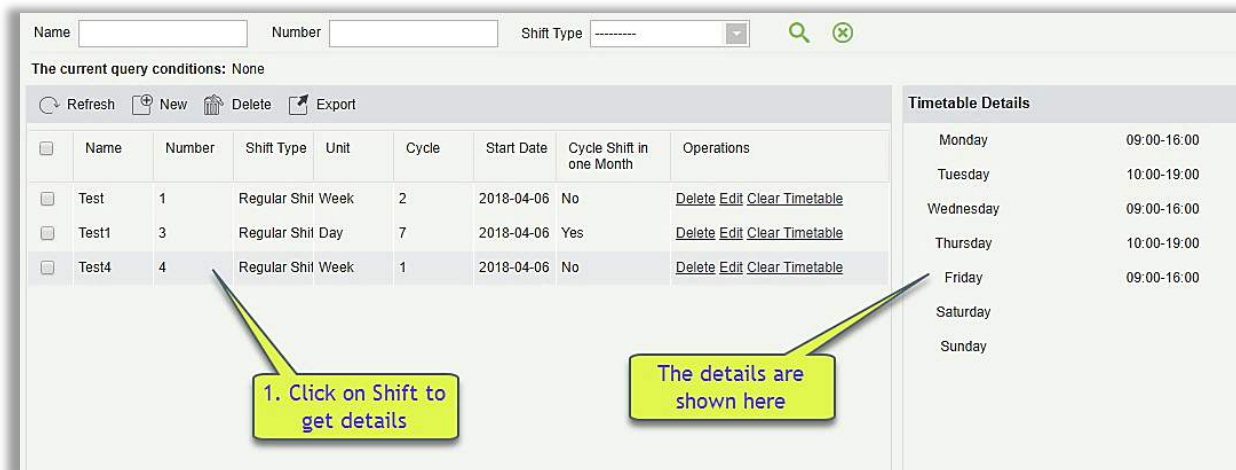 Name Number Shift Type ---------
The current query conditions: None
Refresh New Delete Export
Name Number Shift Type Unit Cycle Start Date Cycle Shift in one Month Operations
Test 1 Regular Shif Week 2 2018-04-06 No Delete Edit Clear Timetable
Test1 3 Regular Shif Day 7 2018-04-06 Yes Delete Edit Clear Timetable
Test4 4 Regular Shif Week 1 2018-04-06 No Delete Edit Clear Timetable
1. Click on Shift to
get details
Timetable Details
Monday 09:00-16:00
Tuesday 10:00-19:00
Wednesday 09:00-16:00
Thursday 10:00-19:00
Friday 09:00-16:00
Saturday
Sunday
The details are
shown here